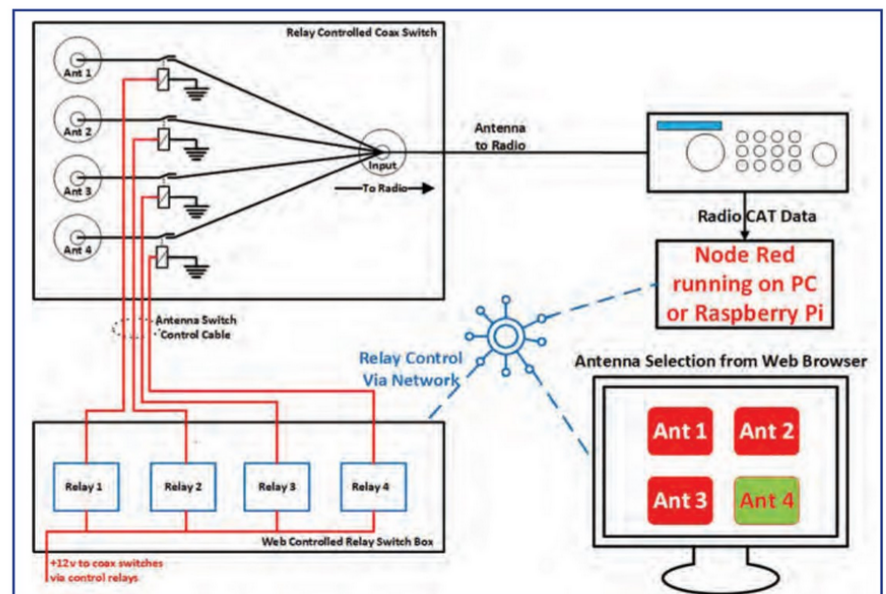 Relay Controlled Coax Switch
Ant 1
Ant 2
Ant 3
Ant 4
Input
To Radio
Antenna
to Radio
Radio CAT Data
Node Red
running on PC
or Raspberry Pi
Antenna Switch
Control Cable
Relay Control
Via Network
Antenna Selection from Web Browser
Ant 1
Ant 2
Ant 3
Ant 4
Relay 1
Relay 2
Relay 3
Relay 4
Web Controlled Relay Switch Box
+12v to coax switches
via control relays